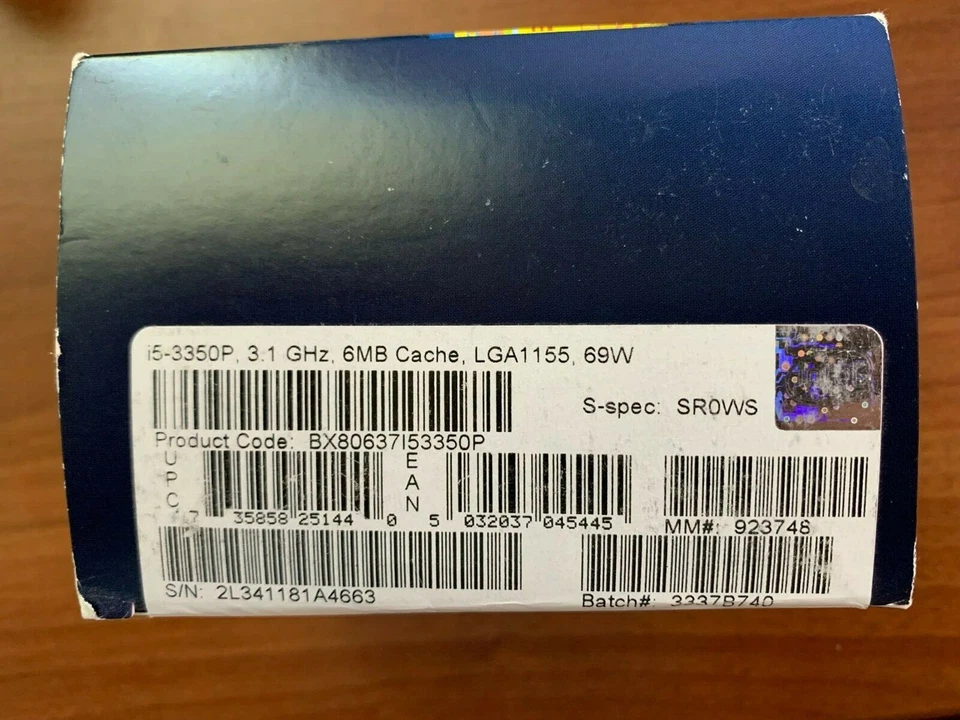 i5-3350P, 3.1 GHz, 6MB Cache, LGA1155, 69W
S-spec: SR0WS
Product Code: BX80637I53350P
UPC
7 35858 25144 0
EAN
5 032037 045445
MM#: 923748
S/N: 2L341181A4663
Batch#: 3337B740